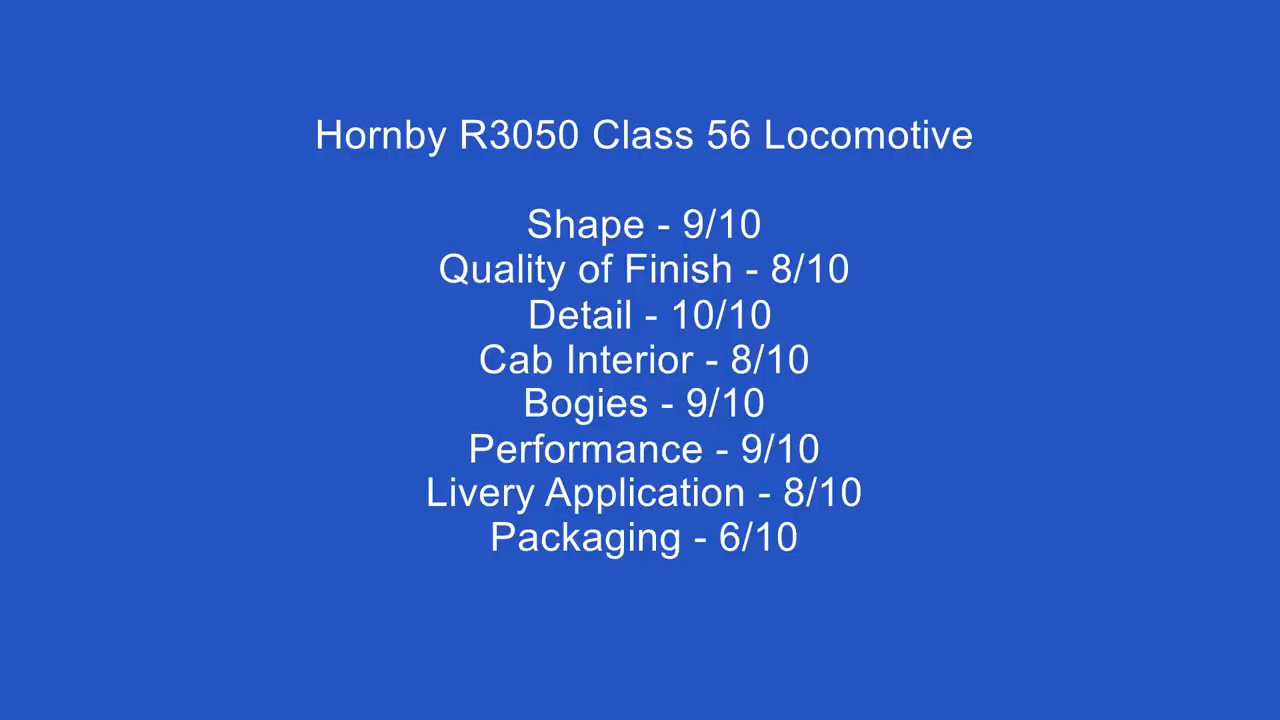 Hornby R3050 Class 56 Locomotive
Shape - 9/10
Quality of Finish - 8/10
Detail - 10/10
Cab Interior - 8/10
Bogies - 9/10
Performance - 9/10
Livery Application - 8/10
Packaging - 6/10